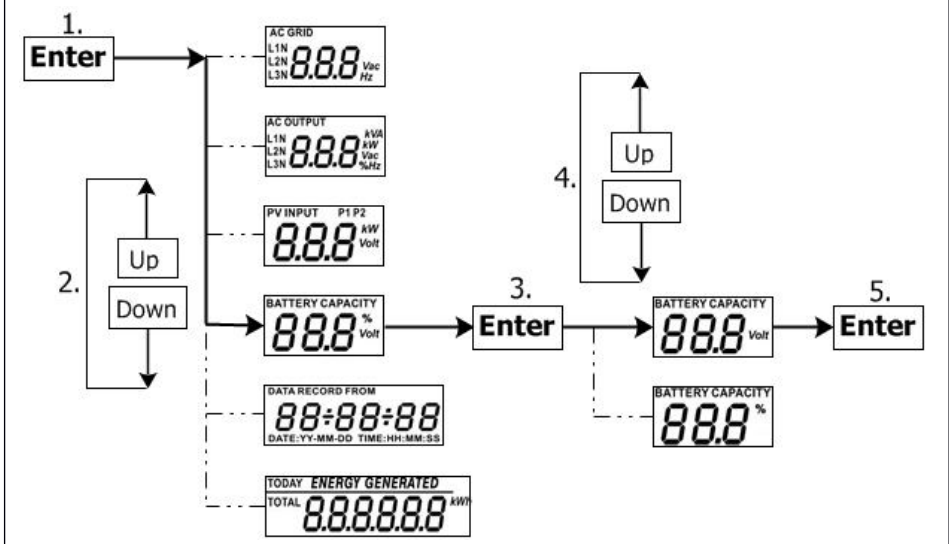 1.
Enter
AC GRID
L1N
L2N
L3N
8.8.8
Vac
Hz
AC OUTPUT
L1N
L2N
L3N
8.8.8
kVA
kW
Vac
%Hz
PV INPUT P1 P2
8.8.8
kW
Volt
2.
Up
Down
BATTERY CAPACITY
88.8
%
Volt
3.
Enter
4.
Up
Down
BATTERY CAPACITY
88.8
Volt
5.
Enter
BATTERY CAPACITY
88.8
%
DATA RECORD FROM
88:88:88
DATE:YY-MM-DD TIME:HH:MM:SS
TODAY ENERGY GENERATED
TOTAL 8.8.8.8.8.8 kWh